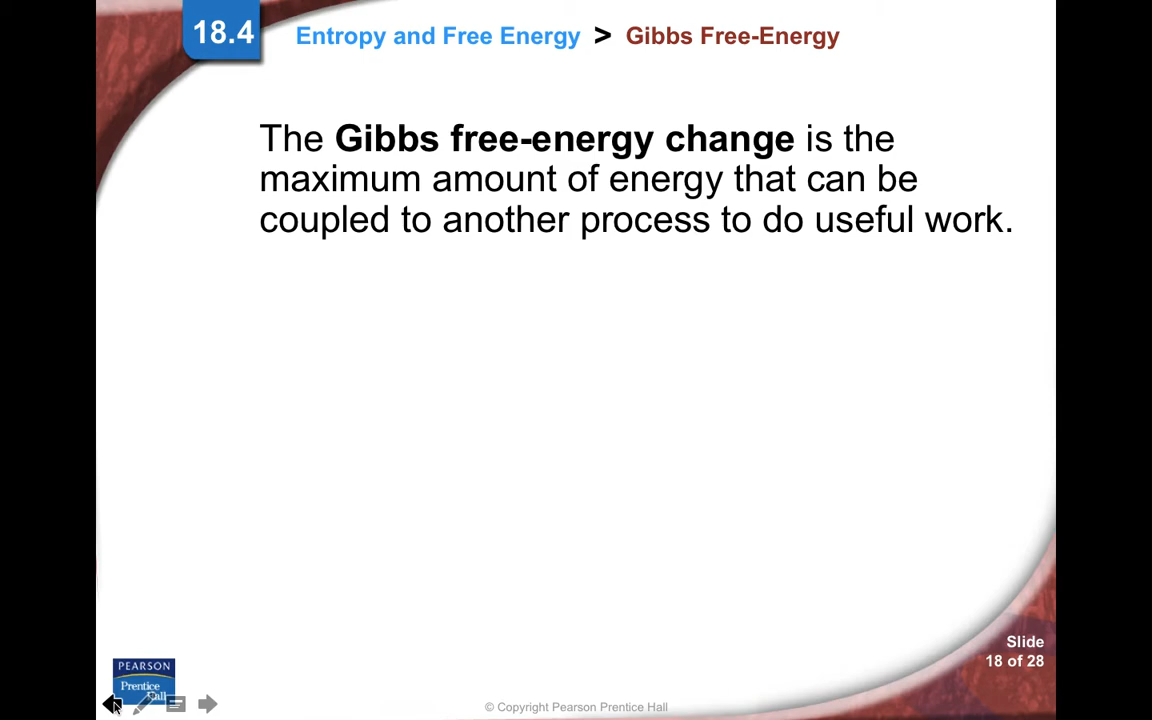 18.4
Entropy and Free Energy > Gibbs Free-Energy
The Gibbs free-energy change is the
maximum amount of energy that can be
coupled to another process to do useful work.
Slide
18 of 28
PEARSON
Prentice
Hall
© Copyright Pearson Prentice Hall